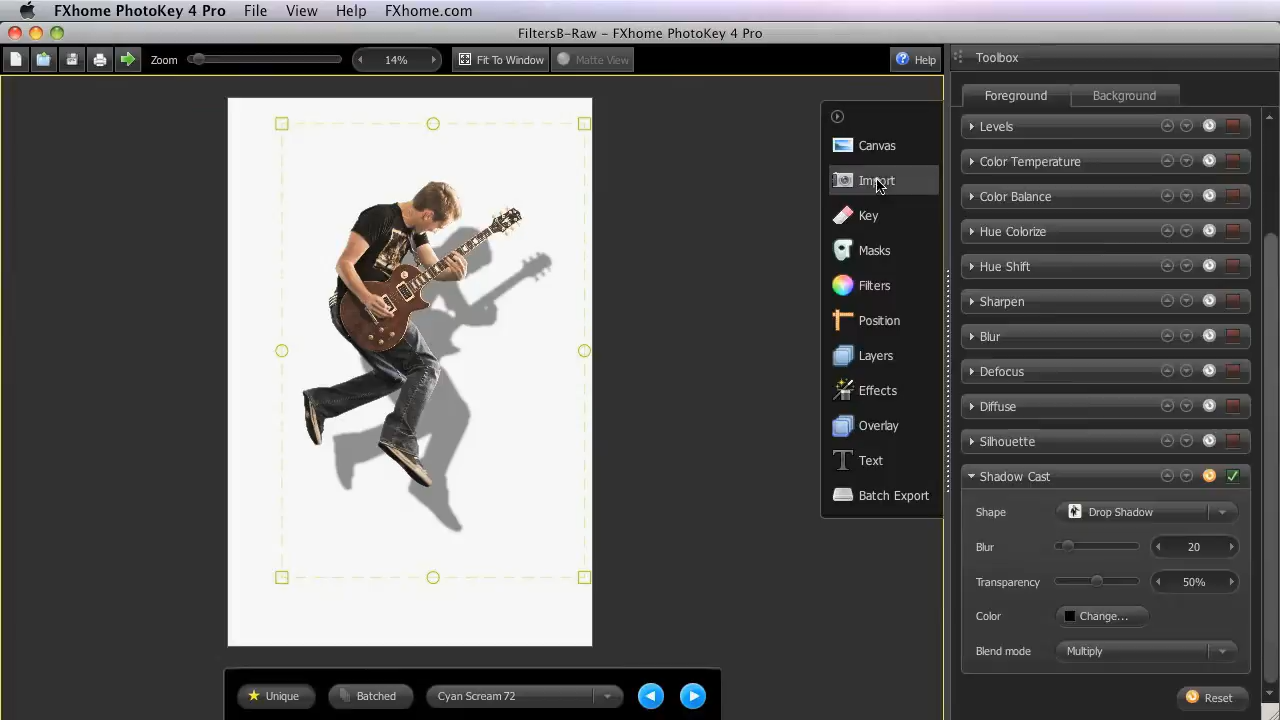 FXhome PhotoKey 4 Pro File View Help FXhome.com
FiltersB-Raw – FXhome PhotoKey 4 Pro
Zoom 14% Fit To Window Matte View Help
Toolbox
Foreground Background
Canvas
Import
Key
Masks
Filters
Position
Layers
Effects
Overlay
Text
Batch Export
Levels
Color Temperature
Color Balance
Hue Colorize
Hue Shift
Sharpen
Blur
Defocus
Diffuse
Silhouette
Shadow Cast
Shape Drop Shadow
Blur 20
Transparency 50%
Color Change...
Blend mode Multiply
Reset
Unique Batched Cyan Scream 72